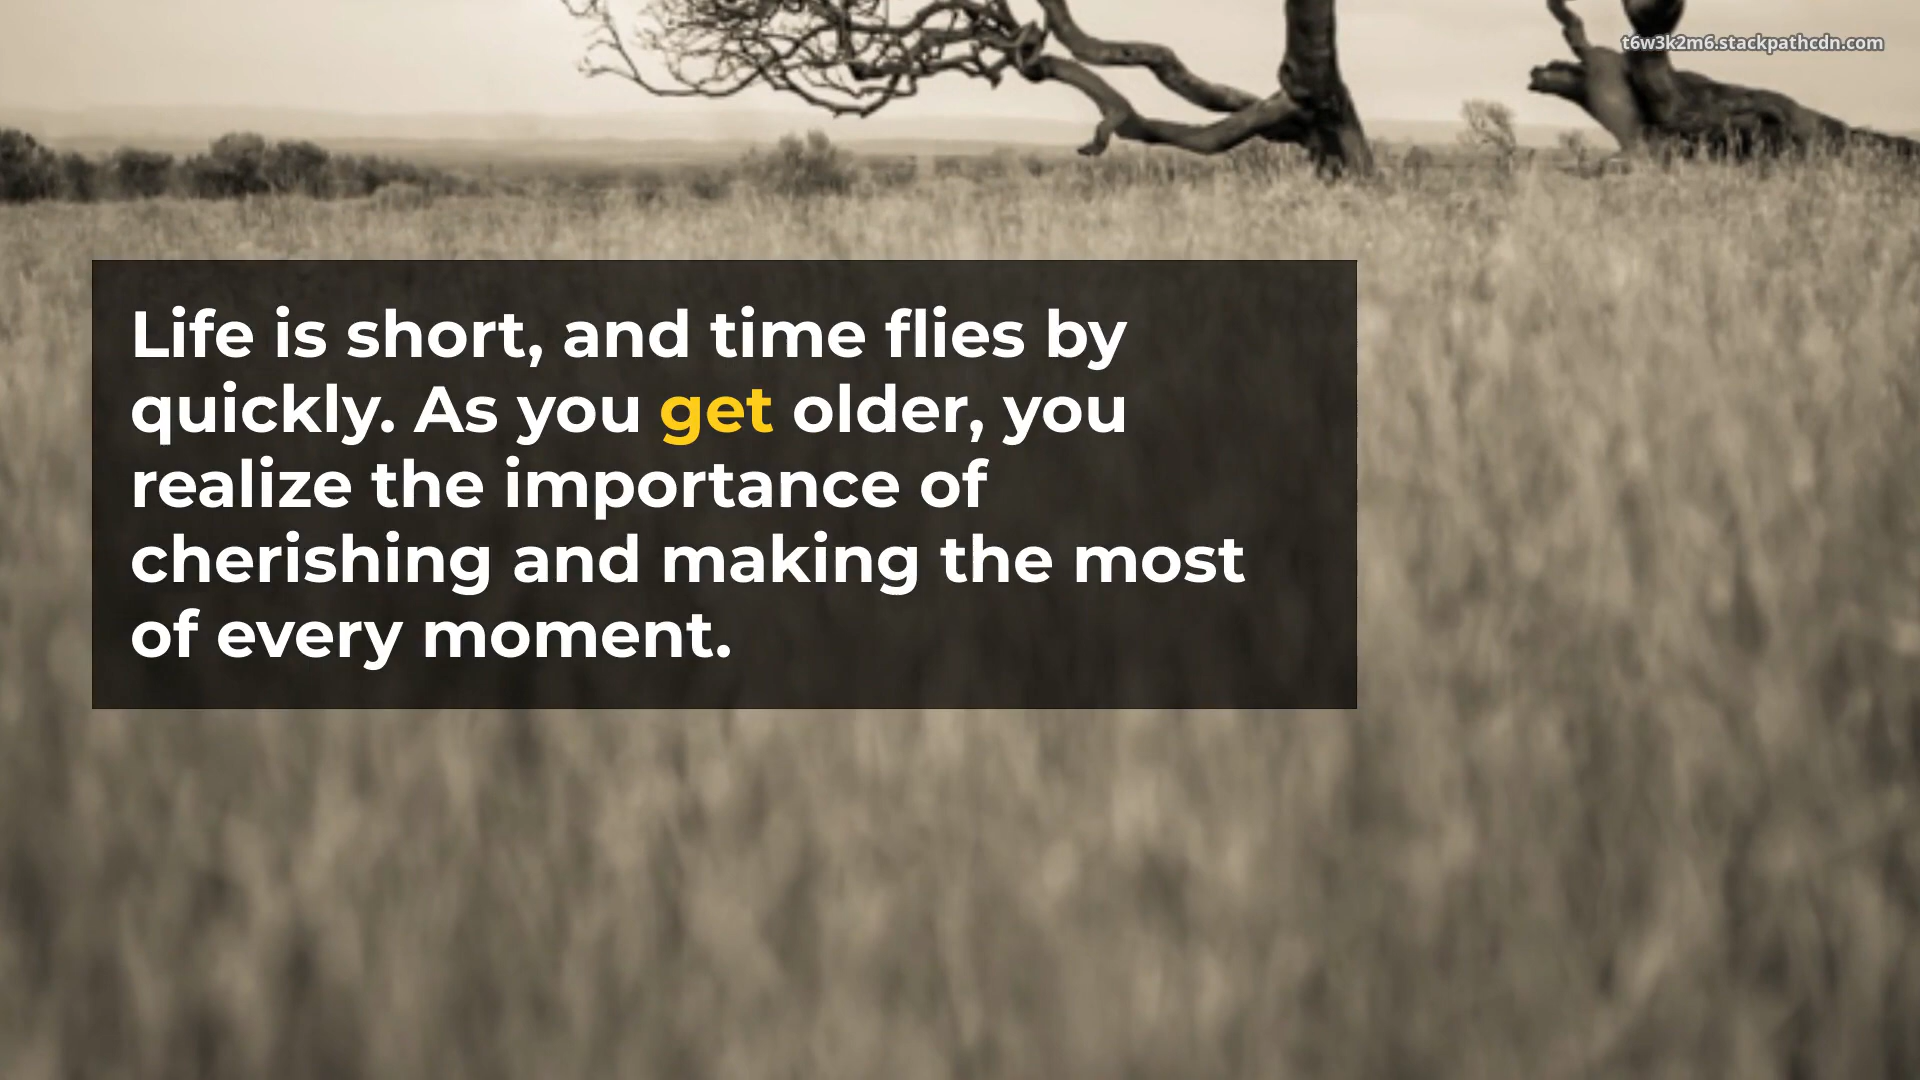 t6w3k2m6.stackpathcdn.com
Life is short, and time flies by
quickly. As you get older, you
realize the importance of
cherishing and making the most
of every moment.